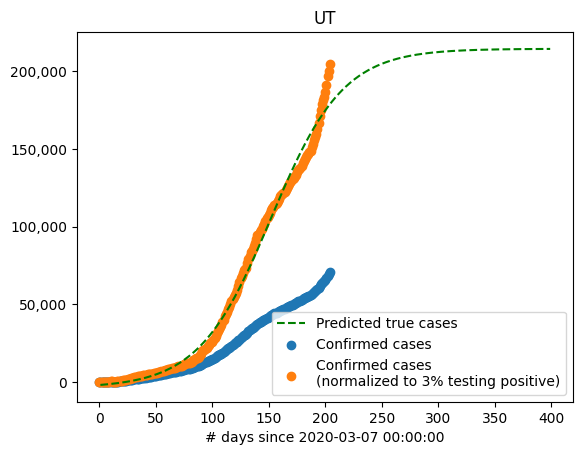 UT
200,000
150,000
100,000
50,000
0
Predicted true cases
Confirmed cases
Confirmed cases
(normalized to 3% testing positive)
0 50 100 150 200 250 300 350 400
# days since 2020-03-07 00:00:00